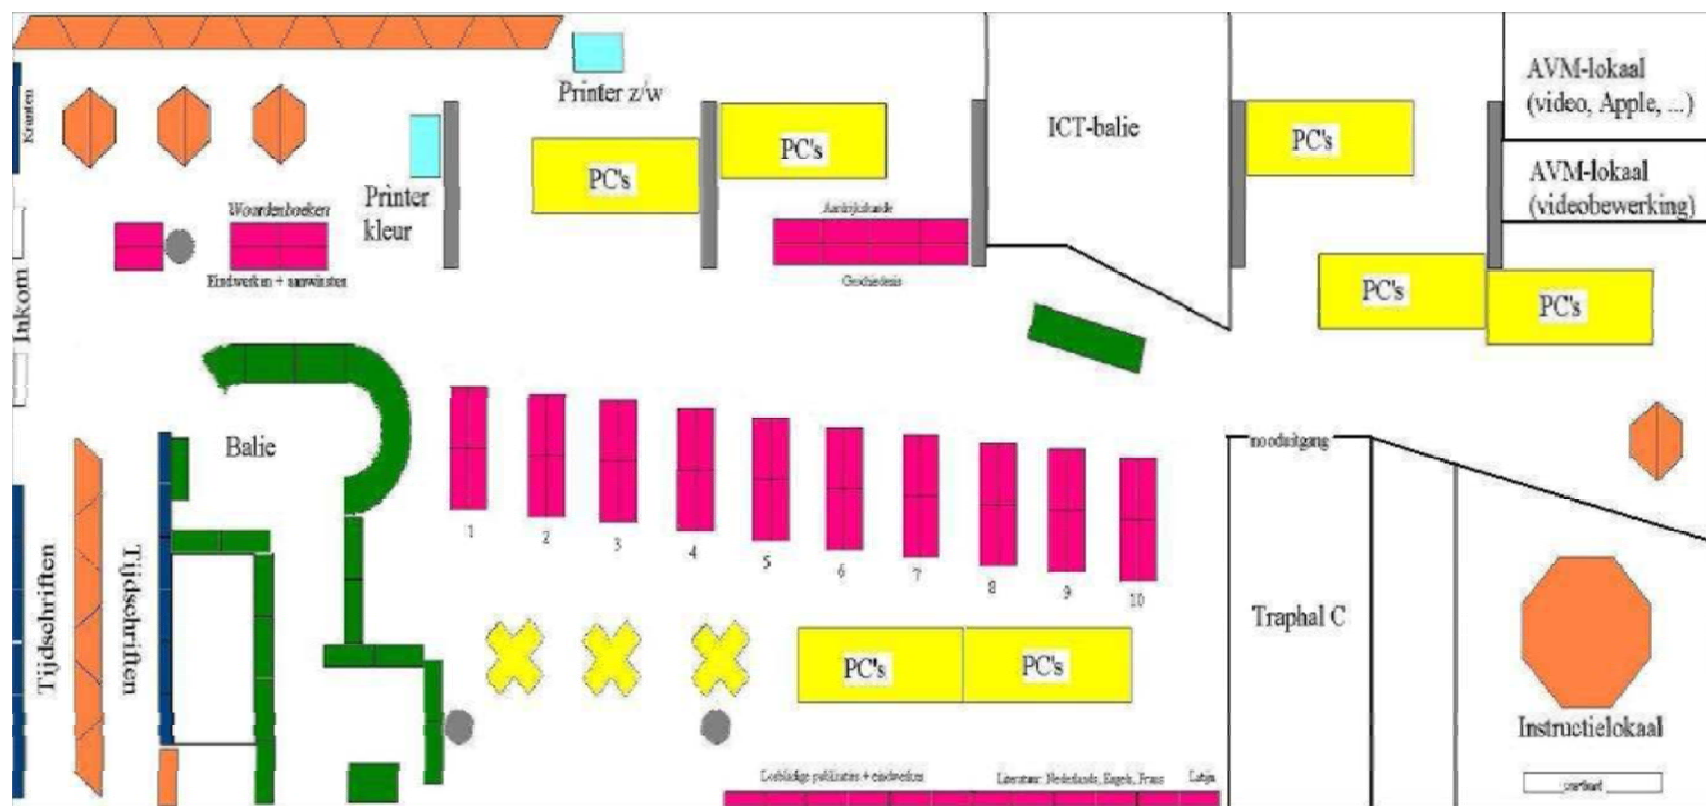 Kranten
Printer z/w
PC's
PC's
ICT-balie
PC's
AVM-lokaal
(video, Apple, ...)
AVM-lokaal
(videobewerking)
Woordenboeken
Printer
kleur
Aardrijkskunde
Eindwerken + aanwinsten
Geschiedenis
Inkom
PC's
PC's
Balie
nooduitgang
1
2
3
4
5
6
7
8
9
10
Tijdschriften
Tijdschriften
Traphal C
PC's
PC's
Instructielokaal
Losbladige publicaties + eindwerken
Literatuur: Nederlands, Engels, Frans
Latijn
overhead